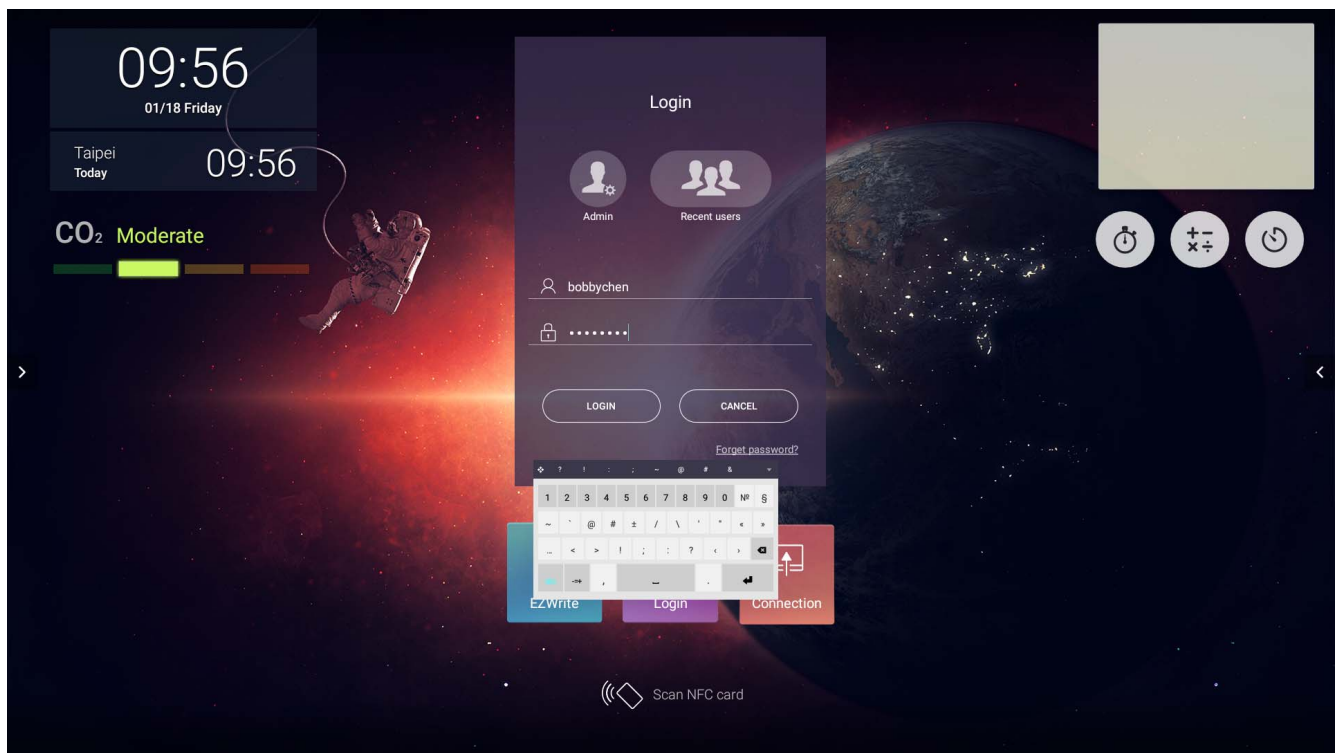 09:56
01/18 Friday
Taipei
Today
09:56
CO₂ Moderate
Login
Admin
Recent users
bobbychen
••••••••
LOGIN
CANCEL
Forget password?
? ! : ; ~ @ # &
1 2 3 4 5 6 7 8 9 0 № §
~ ` @ # ± / \ ' " « »
… < > ! ; : ? ‹ ›
-=+ , .
EZWrite
Login
Connection
Scan NFC card